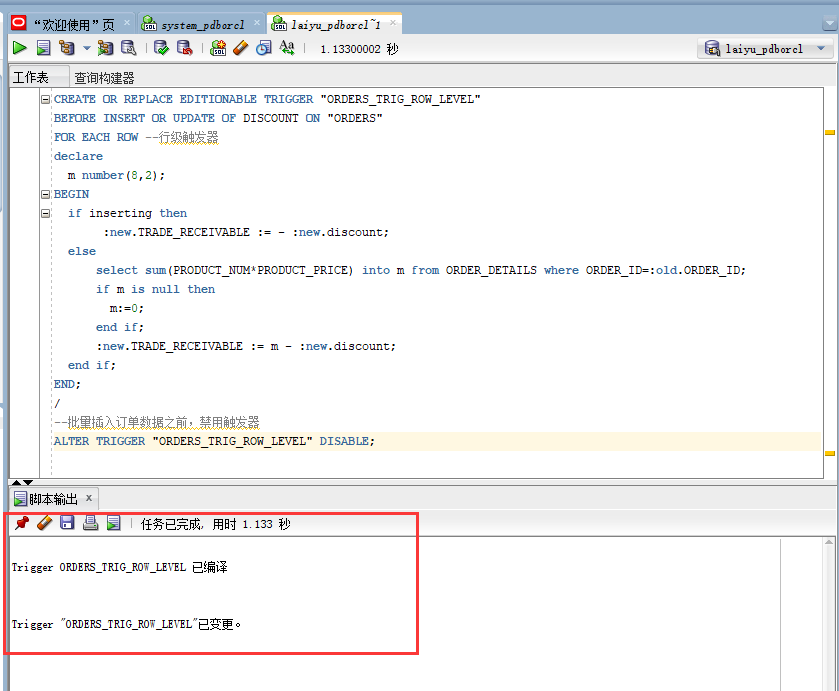 “欢迎使用”页 system_pdborcl laiyu_pdborcl~1
1.13300002 秒 laiyu_pdborcl
工作表 查询构建器
CREATE OR REPLACE EDITIONABLE TRIGGER "ORDERS_TRIG_ROW_LEVEL"
BEFORE INSERT OR UPDATE OF DISCOUNT ON "ORDERS"
FOR EACH ROW --行级触发器
declare
m number(8,2);
BEGIN
if inserting then
:new.TRADE_RECEIVABLE := - :new.discount;
else
select sum(PRODUCT_NUM*PRODUCT_PRICE) into m from ORDER_DETAILS where ORDER_ID=:old.ORDER_ID;
if m is null then
m:=0;
end if;
:new.TRADE_RECEIVABLE := m - :new.discount;
end if;
END;
/
--批量插入订单数据之前，禁用触发器
ALTER TRIGGER "ORDERS_TRIG_ROW_LEVEL" DISABLE;
脚本输出
任务已完成, 用时 1.133 秒
Trigger ORDERS_TRIG_ROW_LEVEL 已编译
Trigger "ORDERS_TRIG_ROW_LEVEL"已变更。